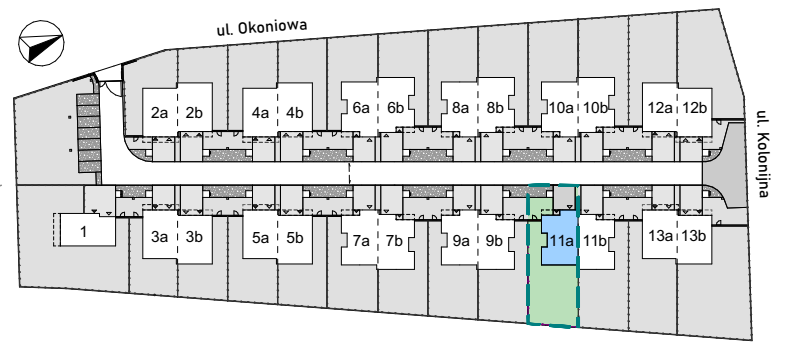 ul. Okoniowa
2a 2b 4a 4b 6a 6b 8a 8b 10a 10b 12a 12b
ul. Kolonijna
1 3a 3b 5a 5b 7a 7b 9a 9b 11a 11b 13a 13b